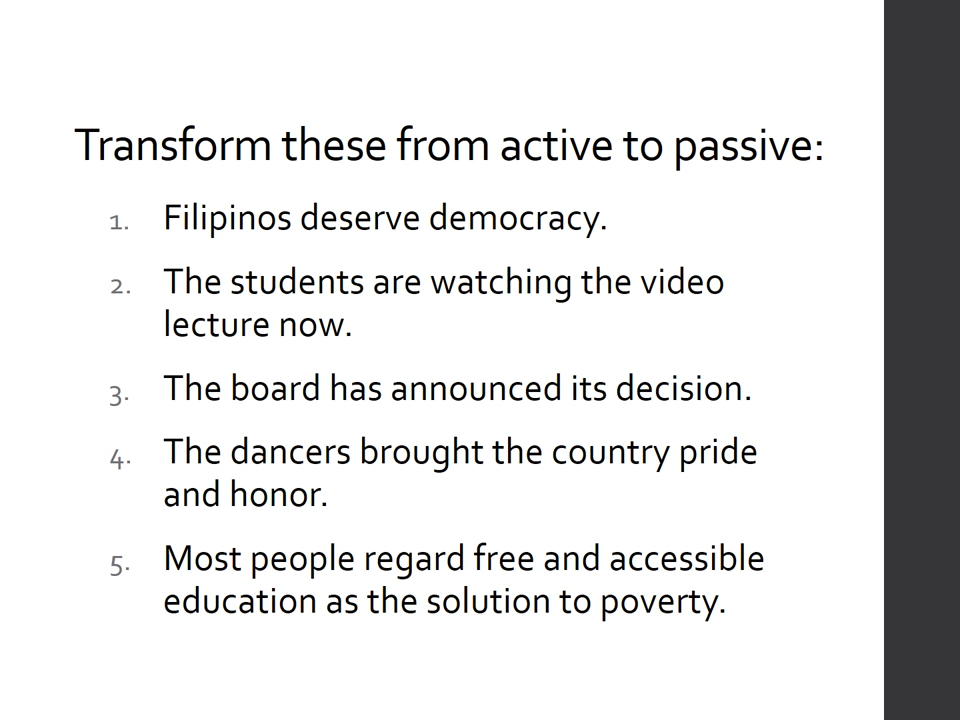 Transform these from active to passive:
1. Filipinos deserve democracy.
2. The students are watching the video
lecture now.
3. The board has announced its decision.
4. The dancers brought the country pride
and honor.
5. Most people regard free and accessible
education as the solution to poverty.